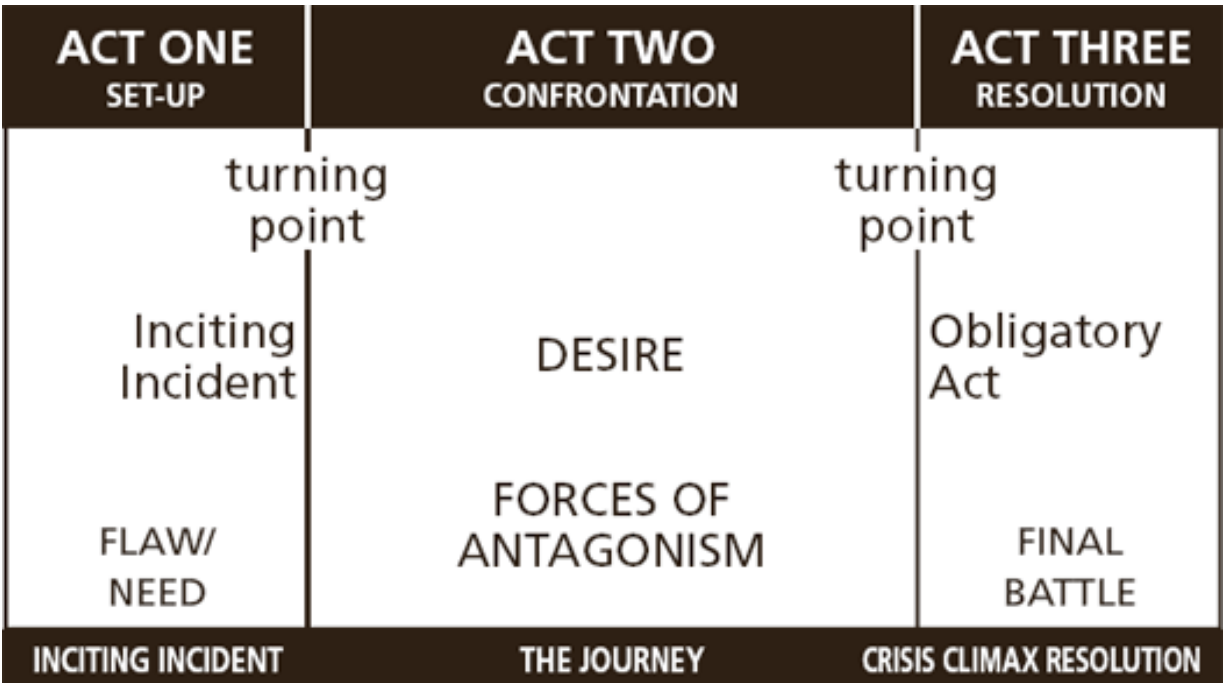 ACT ONE
SET-UP
ACT TWO
CONFRONTATION
ACT THREE
RESOLUTION
turning
point
turning
point
Inciting
Incident
DESIRE
Obligatory
Act
FLAW/
NEED
FORCES OF
ANTAGONISM
FINAL
BATTLE
INCITING INCIDENT
THE JOURNEY
CRISIS CLIMAX RESOLUTION